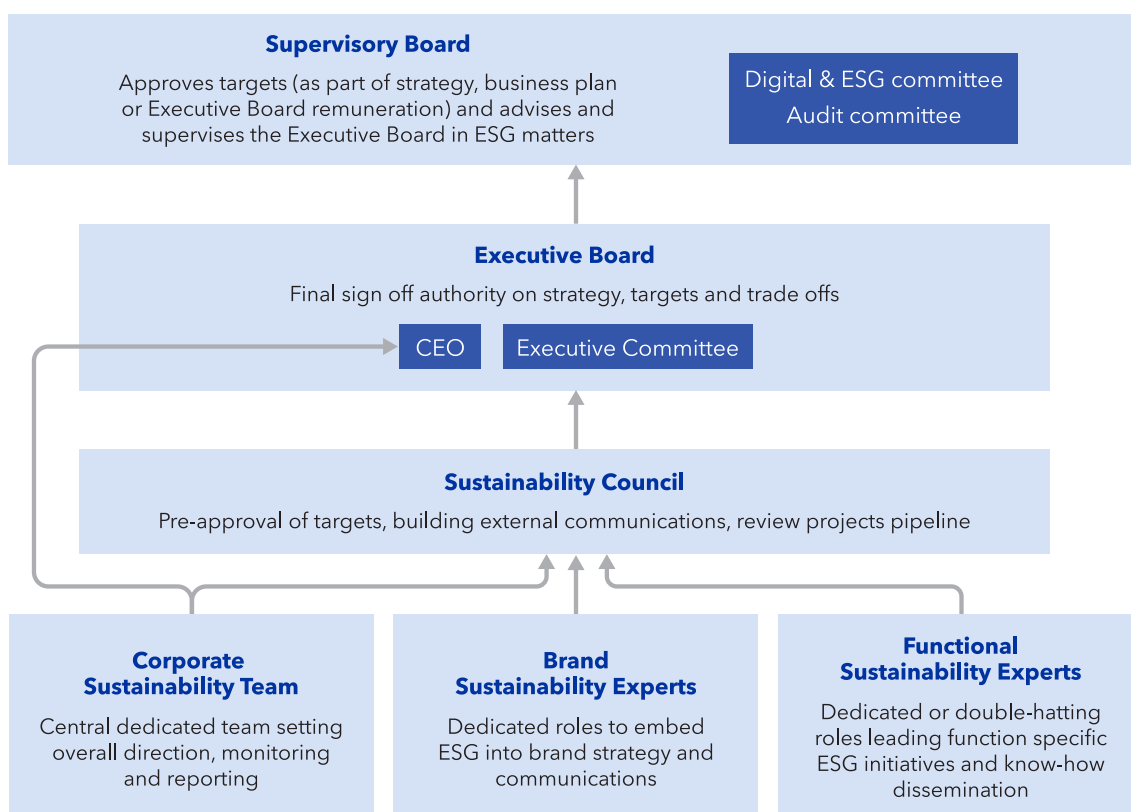 Supervisory Board
Approves targets (as part of strategy, business plan
or Executive Board remuneration) and advises and
supervises the Executive Board in ESG matters
Digital & ESG committee
Audit committee
Executive Board
Final sign off authority on strategy, targets and trade offs
CEO
Executive Committee
Sustainability Council
Pre-approval of targets, building external communications, review projects pipeline
Corporate
Sustainability Team
Central dedicated team setting
overall direction, monitoring
and reporting
Brand
Sustainability Experts
Dedicated roles to embed
ESG into brand strategy and
communications
Functional
Sustainability Experts
Dedicated or double-hatting
roles leading function specific
ESG initiatives and know-how
dissemination